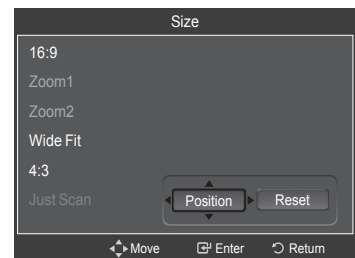 Size
16:9
Zoom1
Zoom2
Wide Fit
4:3
Just Scan
Position Reset
Move Enter Return